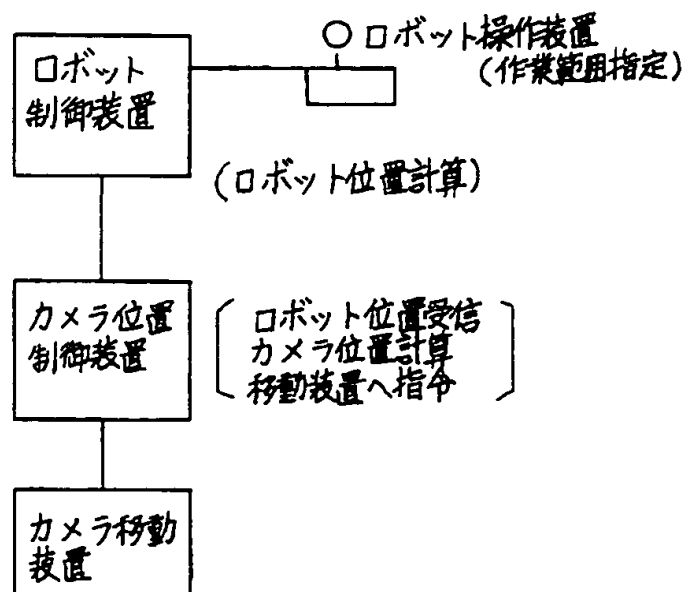 ロボット
制御装置
ロボット操作装置
(作業範囲指定)
(ロボット位置計算)
カメラ位置
制御装置
ロボット位置受信
カメラ位置計算
移動装置へ指令
カメラ移動
装置